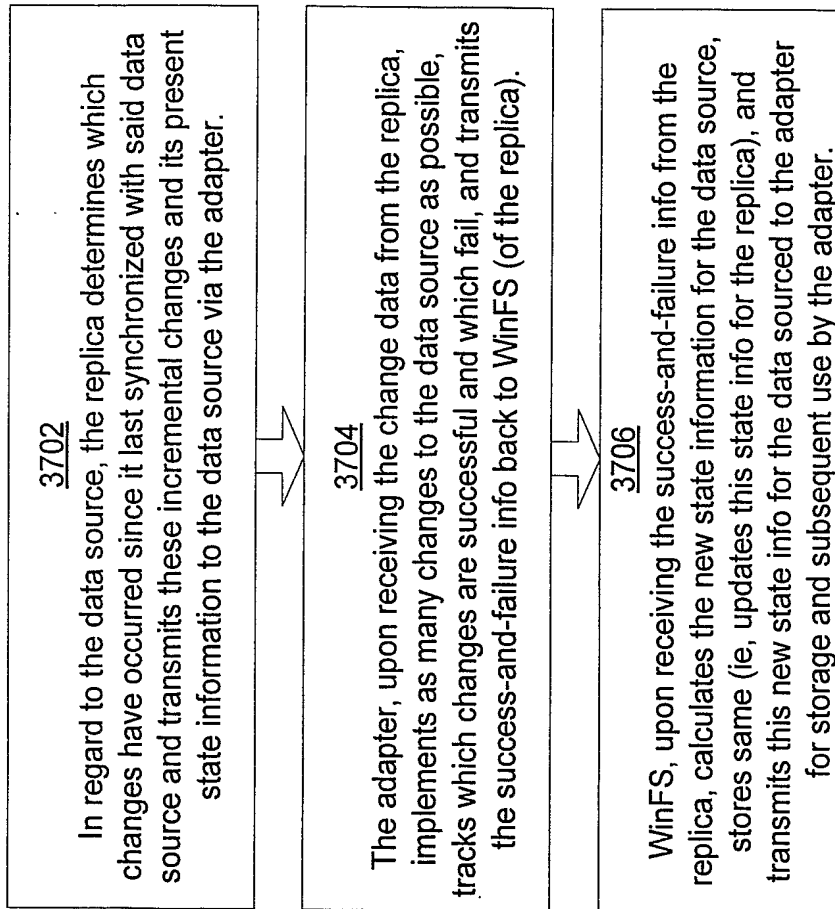 3702
In regard to the data source, the replica determines which
changes have occurred since it last synchronized with said data
source and transmits these incremental changes and its present
state information to the data source via the adapter.
3704
The adapter, upon receiving the change data from the replica,
implements as many changes to the data source as possible,
tracks which changes are successful and which fail, and transmits
the success-and-failure info back to WinFS (of the replica).
3706
WinFS, upon receiving the success-and-failure info from the
replica, calculates the new state information for the data source,
stores same (ie, updates this state info for the replica), and
transmits this new state info for the data sourced to the adapter
for storage and subsequent use by the adapter.